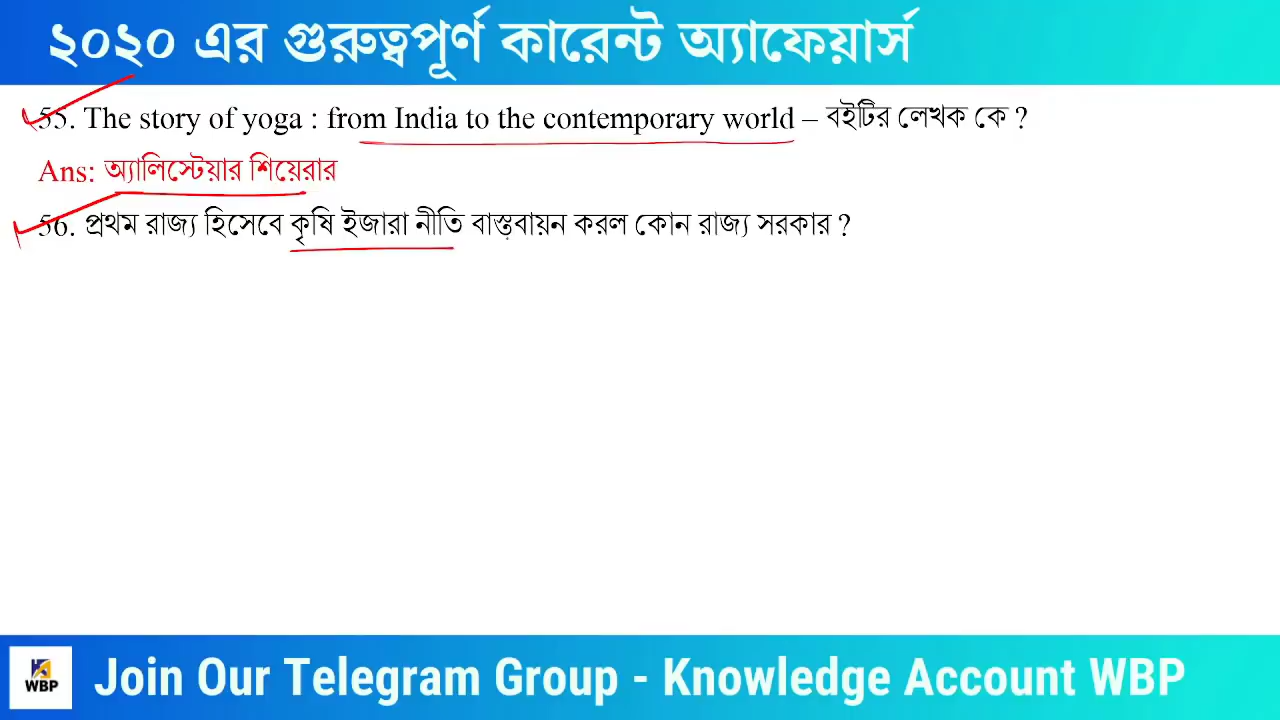 ২০২০ এর গুরুত্বপূর্ণ কারেন্ট অ্যাফেয়ার্স
55. The story of yoga : from India to the contemporary world – বইটির লেখক কে ?
Ans: অ্যালিস্টেয়ার শিয়েরার
56. প্রথম রাজ্য হিসেবে কৃষি ইজারা নীতি বাস্তবায়ন করল কোন রাজ্য সরকার ?
WBP
Join Our Telegram Group - Knowledge Account WBP